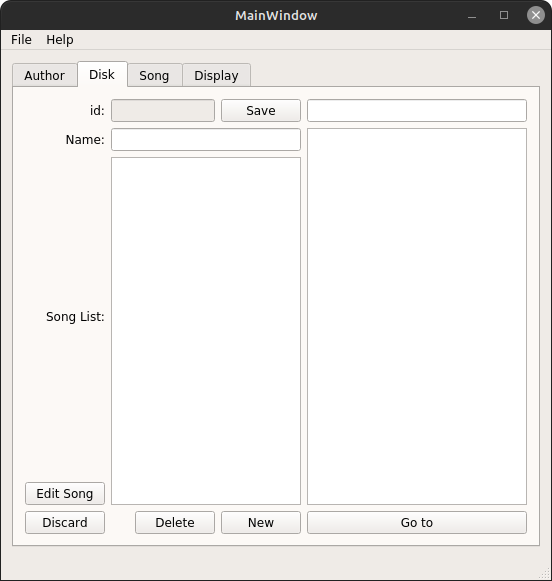 MainWindow
File Help
Author Disk Song Display
id: Save
Name:
Song List:
Edit Song
Discard Delete New Go to